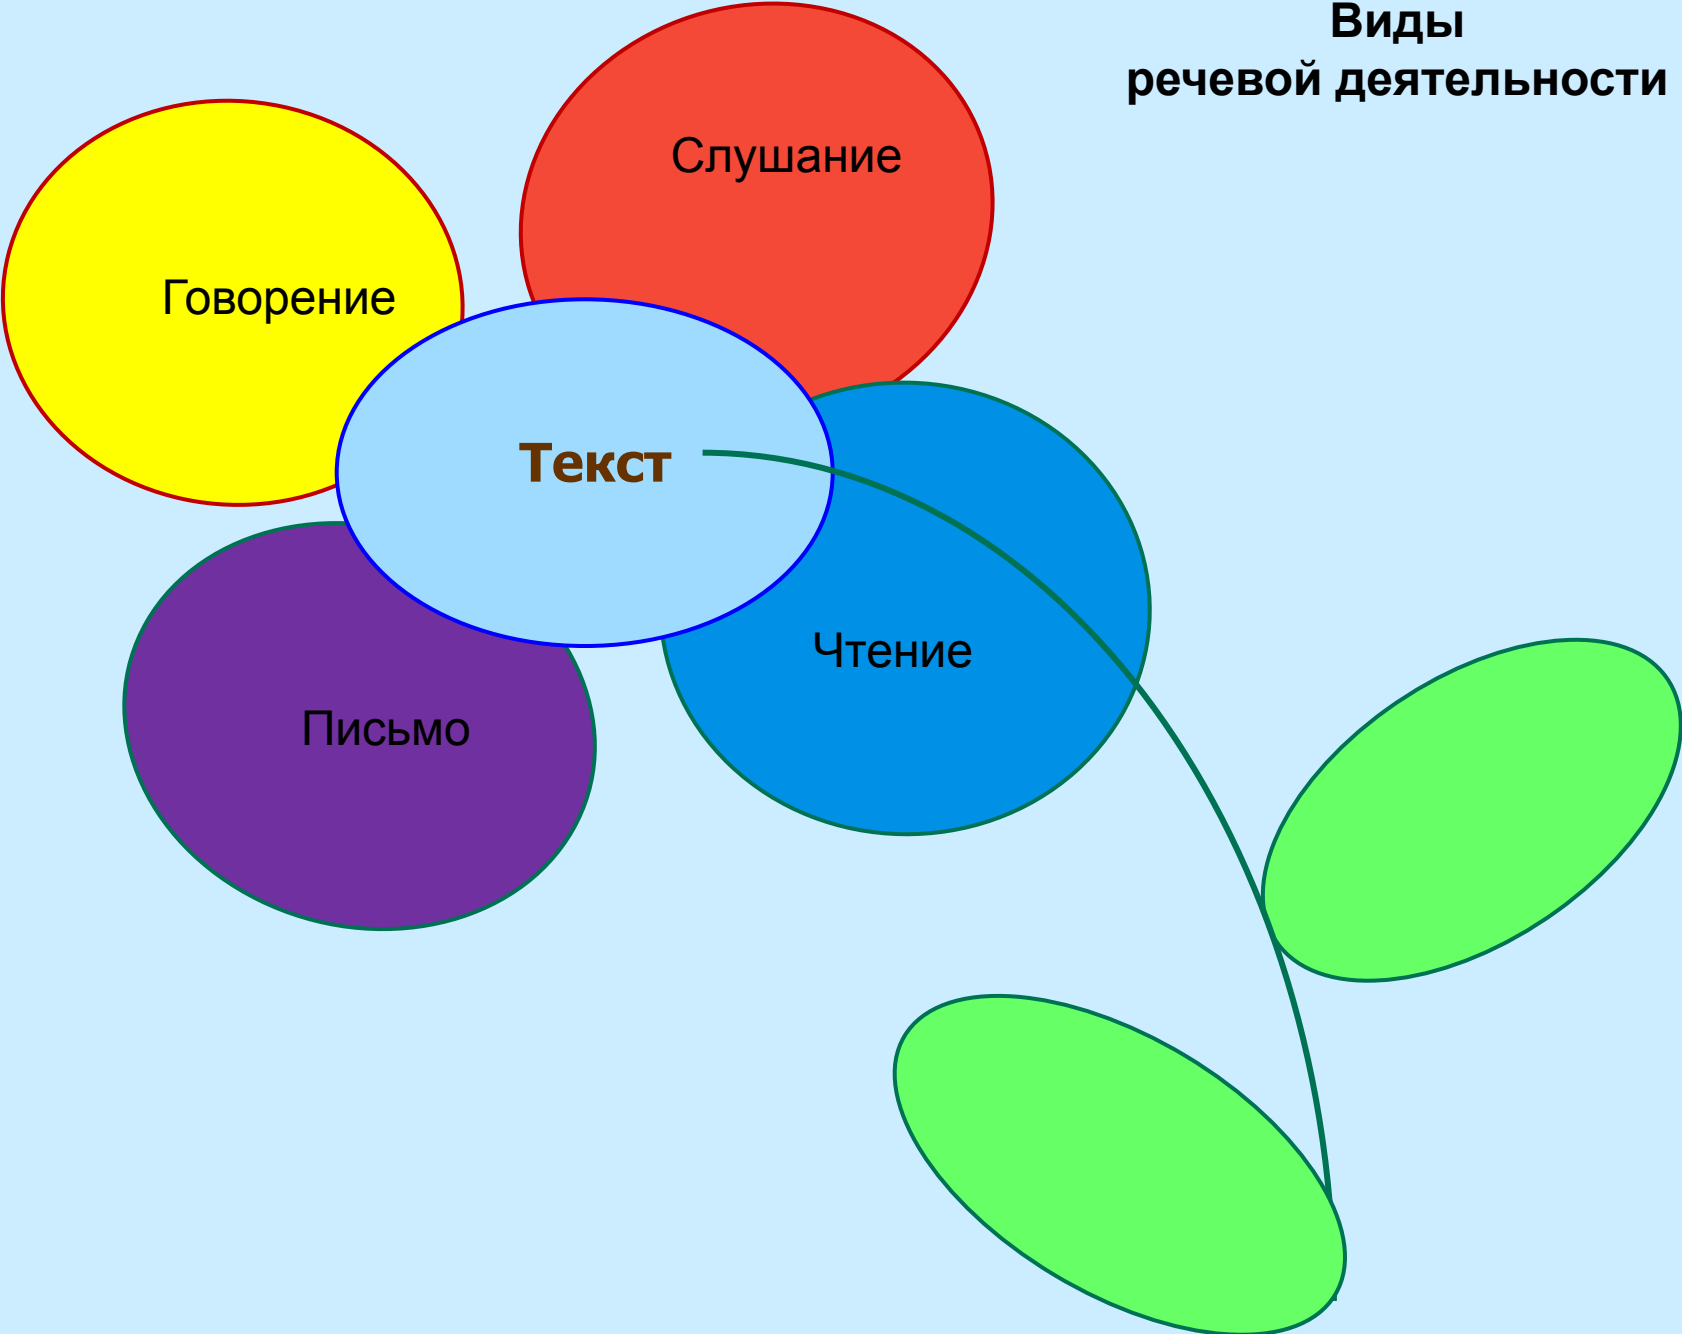 Виды
речевой деятельности
Слушание
Говорение
Текст
Чтение
Письмо